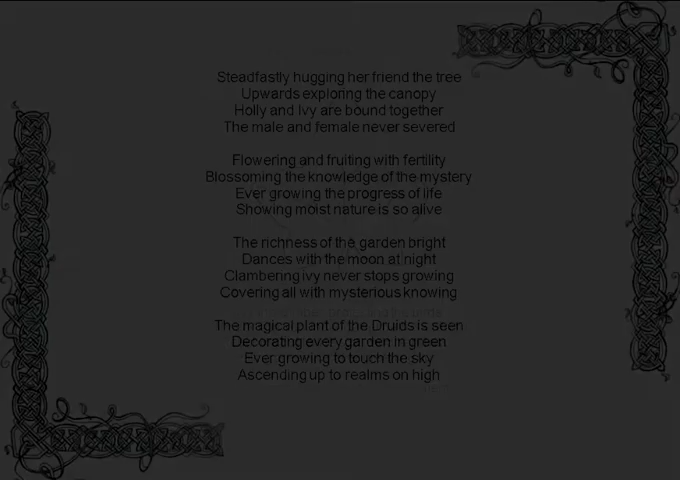 Steadfastly hugging her friend the tree
Upwards exploring the canopy
Holly and Ivy are bound together
The male and female never severed
Flowering and fruiting with fertility
Blossoming the knowledge of the mystery
Ever growing the progress of life
Showing moist nature is so alive
The richness of the garden bright
Dances with the moon at night
Clambering ivy never stops growing
Covering all with mysterious knowing
The magical plant of the Druids is seen
Decorating every garden in green
Ever growing to touch the sky
Ascending up to realms on high